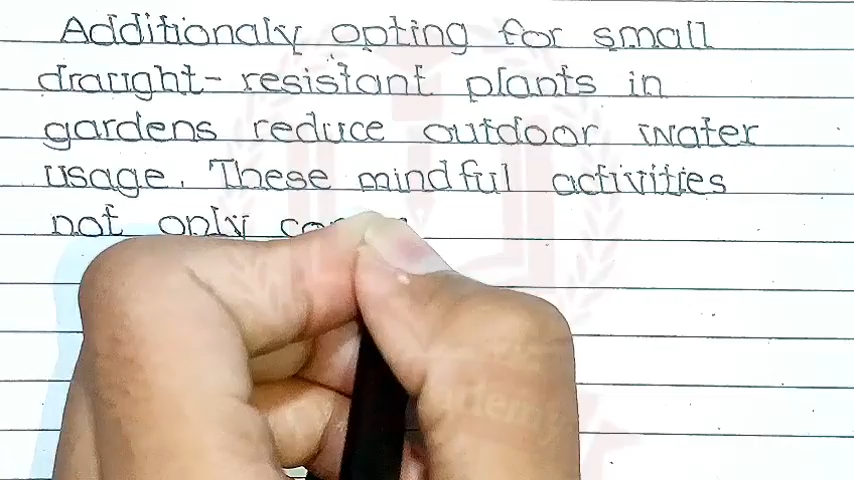 Additionaly opting for small
draught-resistant plants in
gardens reduce outdoor water
usage. These mindful activities
not only